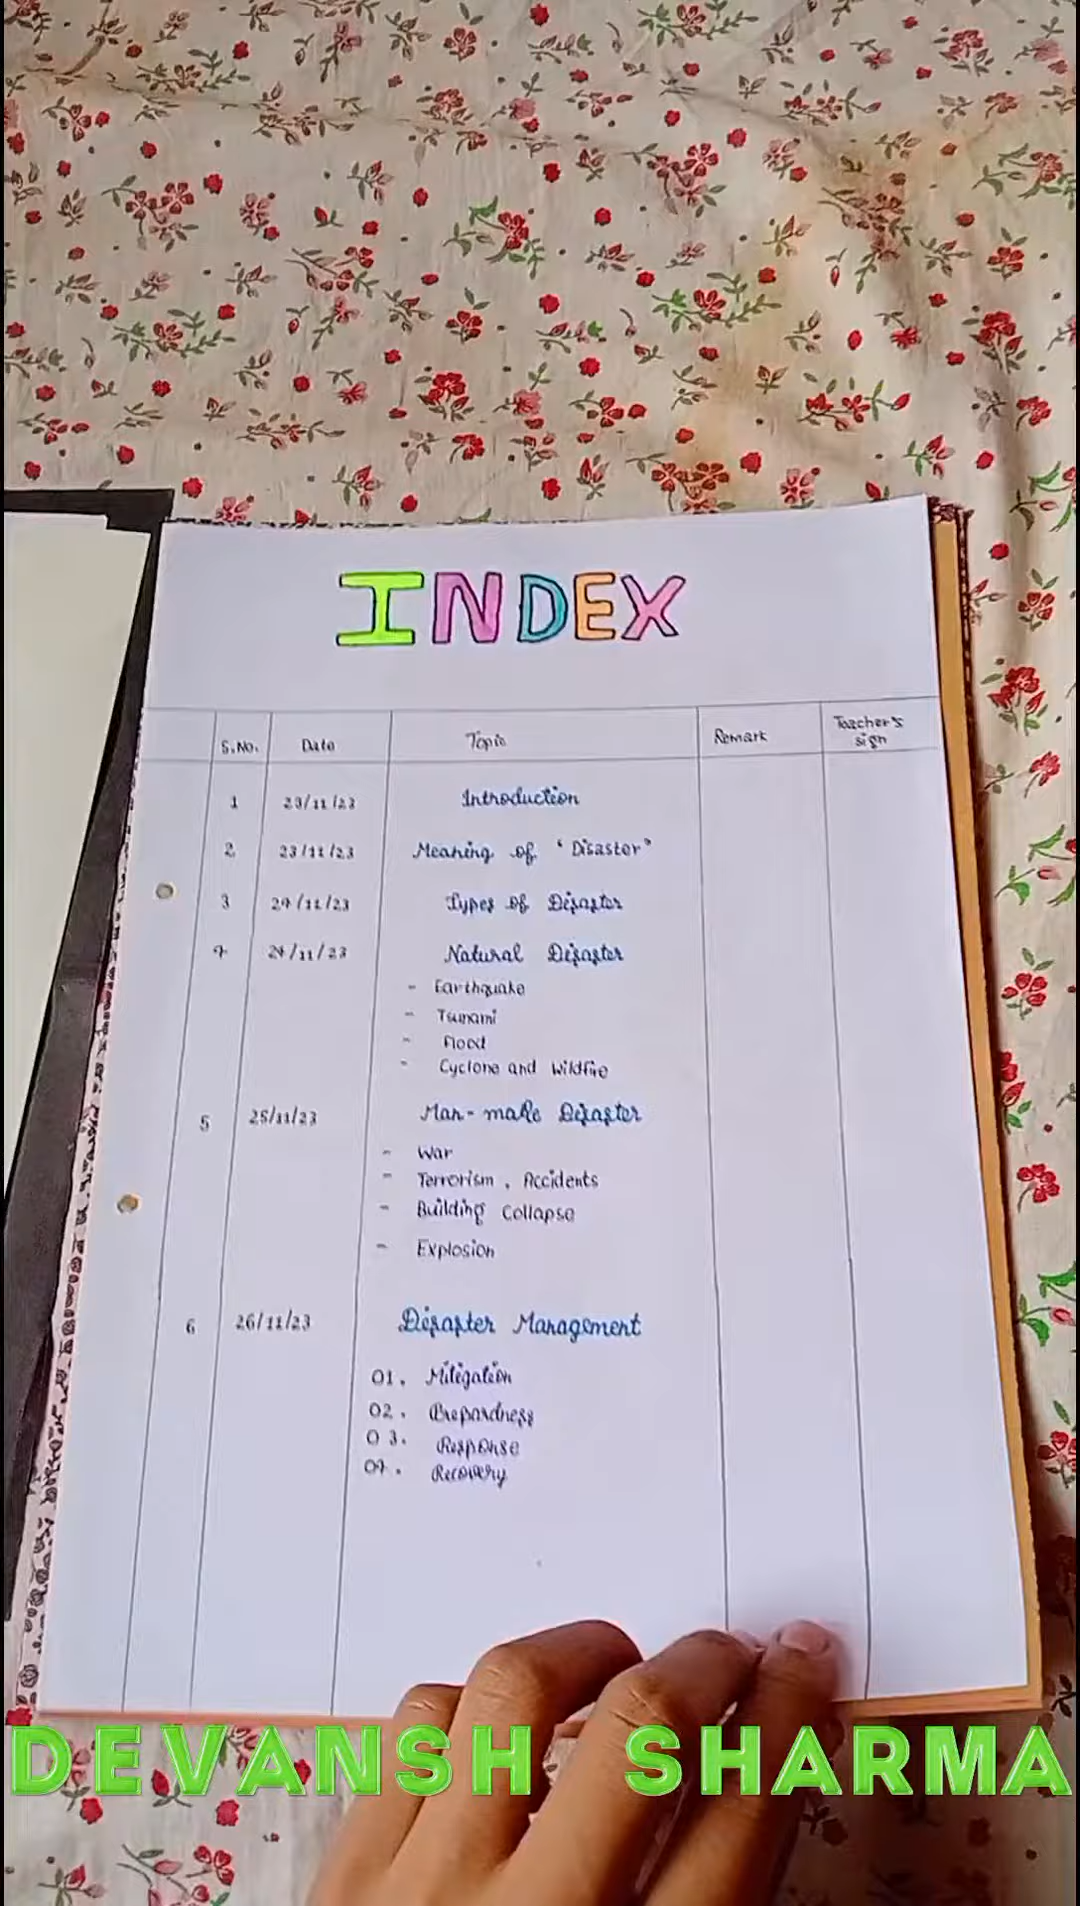 INDEX
S.No. Date Topic Remark Teacher's sign
1 23/11/23 Introduction
2 23/11/23 Meaning of "Disaster"
3 24/11/23 Types of Disaster
4 24/11/23 Natural Disaster
- Earthquake
- Tsunami
- Flood
- Cyclone and Wildfire
5 25/11/23 Man-made Disaster
- War
- Terrorism, Accidents
- Building Collapse
- Explosion
6 26/11/23 Disaster Management
01. Mitigation
02. Prepardness
03. Response
04. Recovery
DEVANSH SHARMA